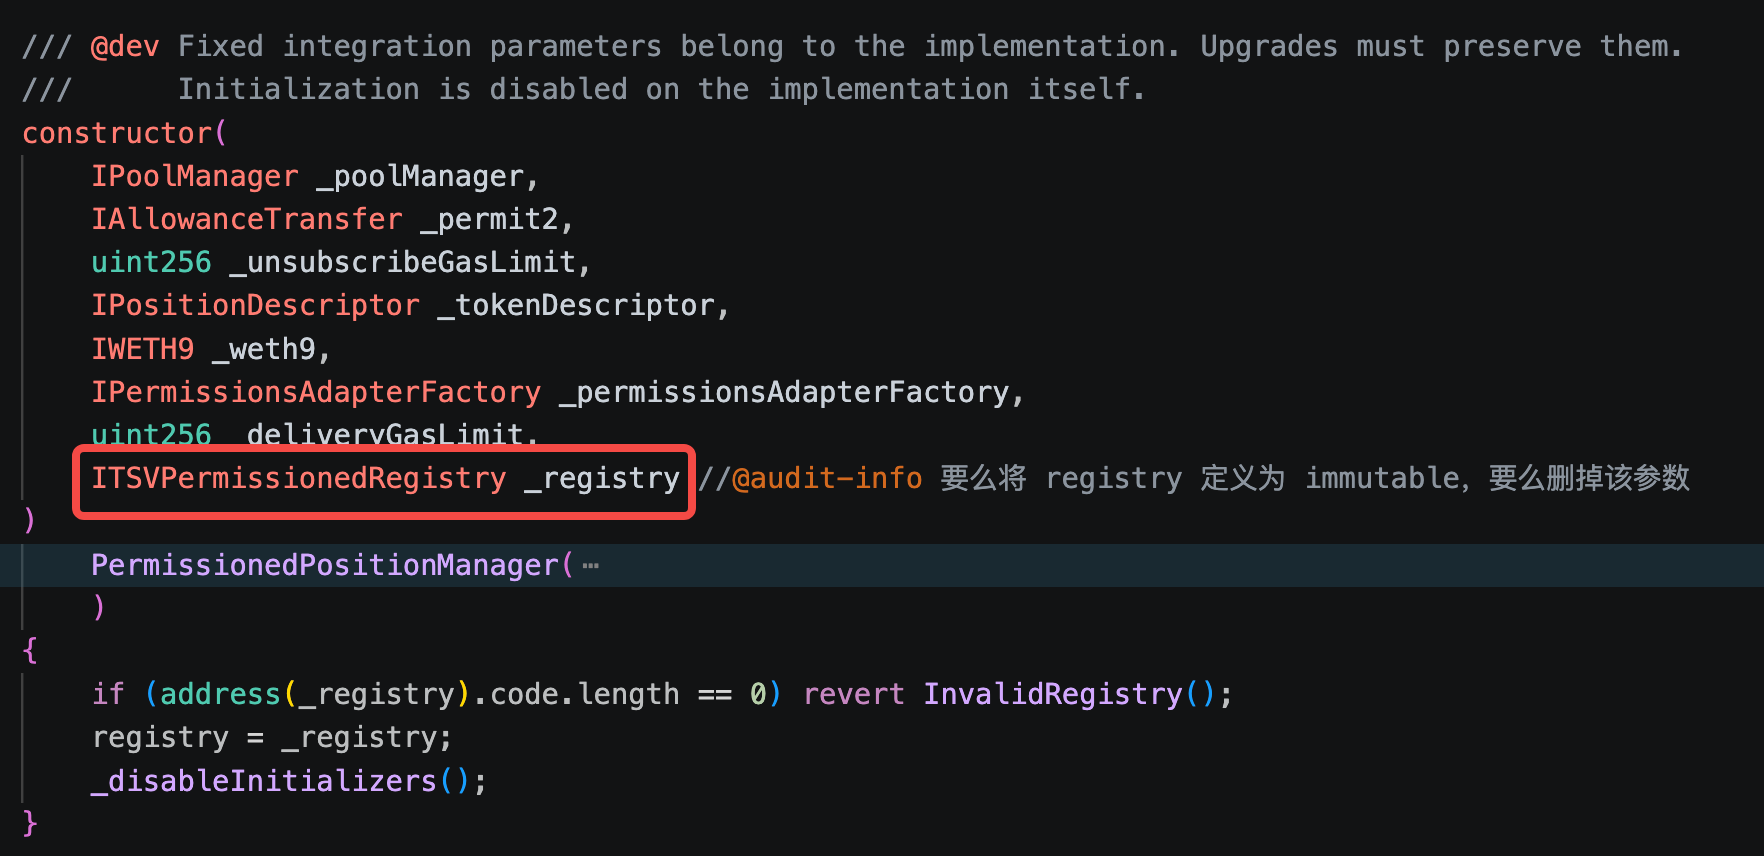 /// @dev Fixed integration parameters belong to the implementation. Upgrades must preserve them.
///      Initialization is disabled on the implementation itself.
constructor(
    IPoolManager _poolManager,
    IAllowanceTransfer _permit2,
    uint256 _unsubscribeGasLimit,
    IPositionDescriptor _tokenDescriptor,
    IWETH9 _weth9,
    IPermissionsAdapterFactory _permissionsAdapterFactory,
    uint256 _deliveryGasLimit,
    ITSVPermissionedRegistry _registry //@audit-info 要么将 registry 定义为 immutable, 要么删掉该参数
)
    PermissionedPositionManager( ⋯
    )
{
    if (address(_registry).code.length == 0) revert InvalidRegistry();
    registry = _registry;
    _disableInitializers();
}